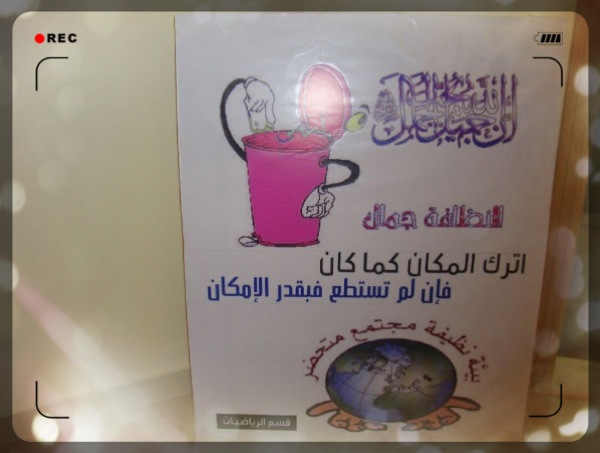 REC
إن الله جميل يحب الجمال
النظافة جمال
اترك المكان كما كان
فإن لم تستطع فبقدر الإمكان
بيئة نظيفة مجتمع متحضر
قسم الرياضيات